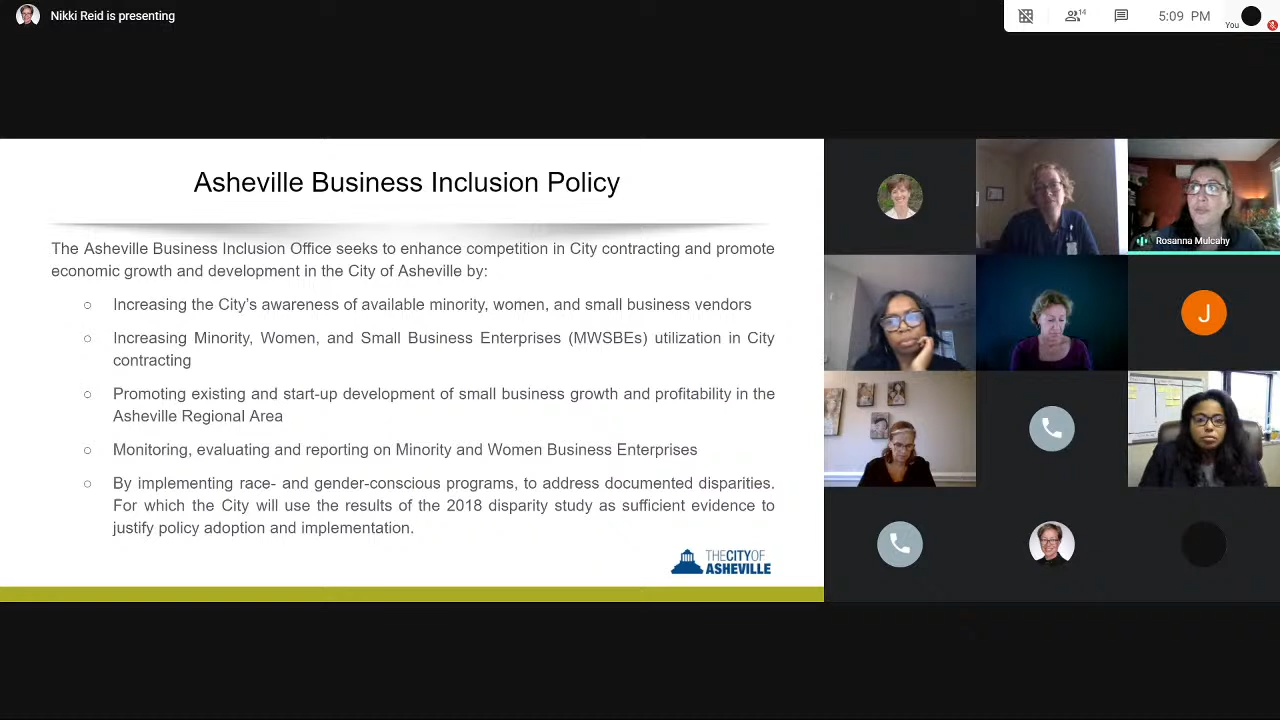 Nikki Reid is presenting
14
5:09 PM
You
Asheville Business Inclusion Policy
The Asheville Business Inclusion Office seeks to enhance competition in City contracting and promote
economic growth and development in the City of Asheville by:
○ Increasing the City's awareness of available minority, women, and small business vendors
○ Increasing Minority, Women, and Small Business Enterprises (MWSBEs) utilization in City
contracting
○ Promoting existing and start-up development of small business growth and profitability in the
Asheville Regional Area
○ Monitoring, evaluating and reporting on Minority and Women Business Enterprises
○ By implementing race- and gender-conscious programs, to address documented disparities.
For which the City will use the results of the 2018 disparity study as sufficient evidence to
justify policy adoption and implementation.
THE CITY OF
ASHEVILLE
Rosanna Mulcahy
J